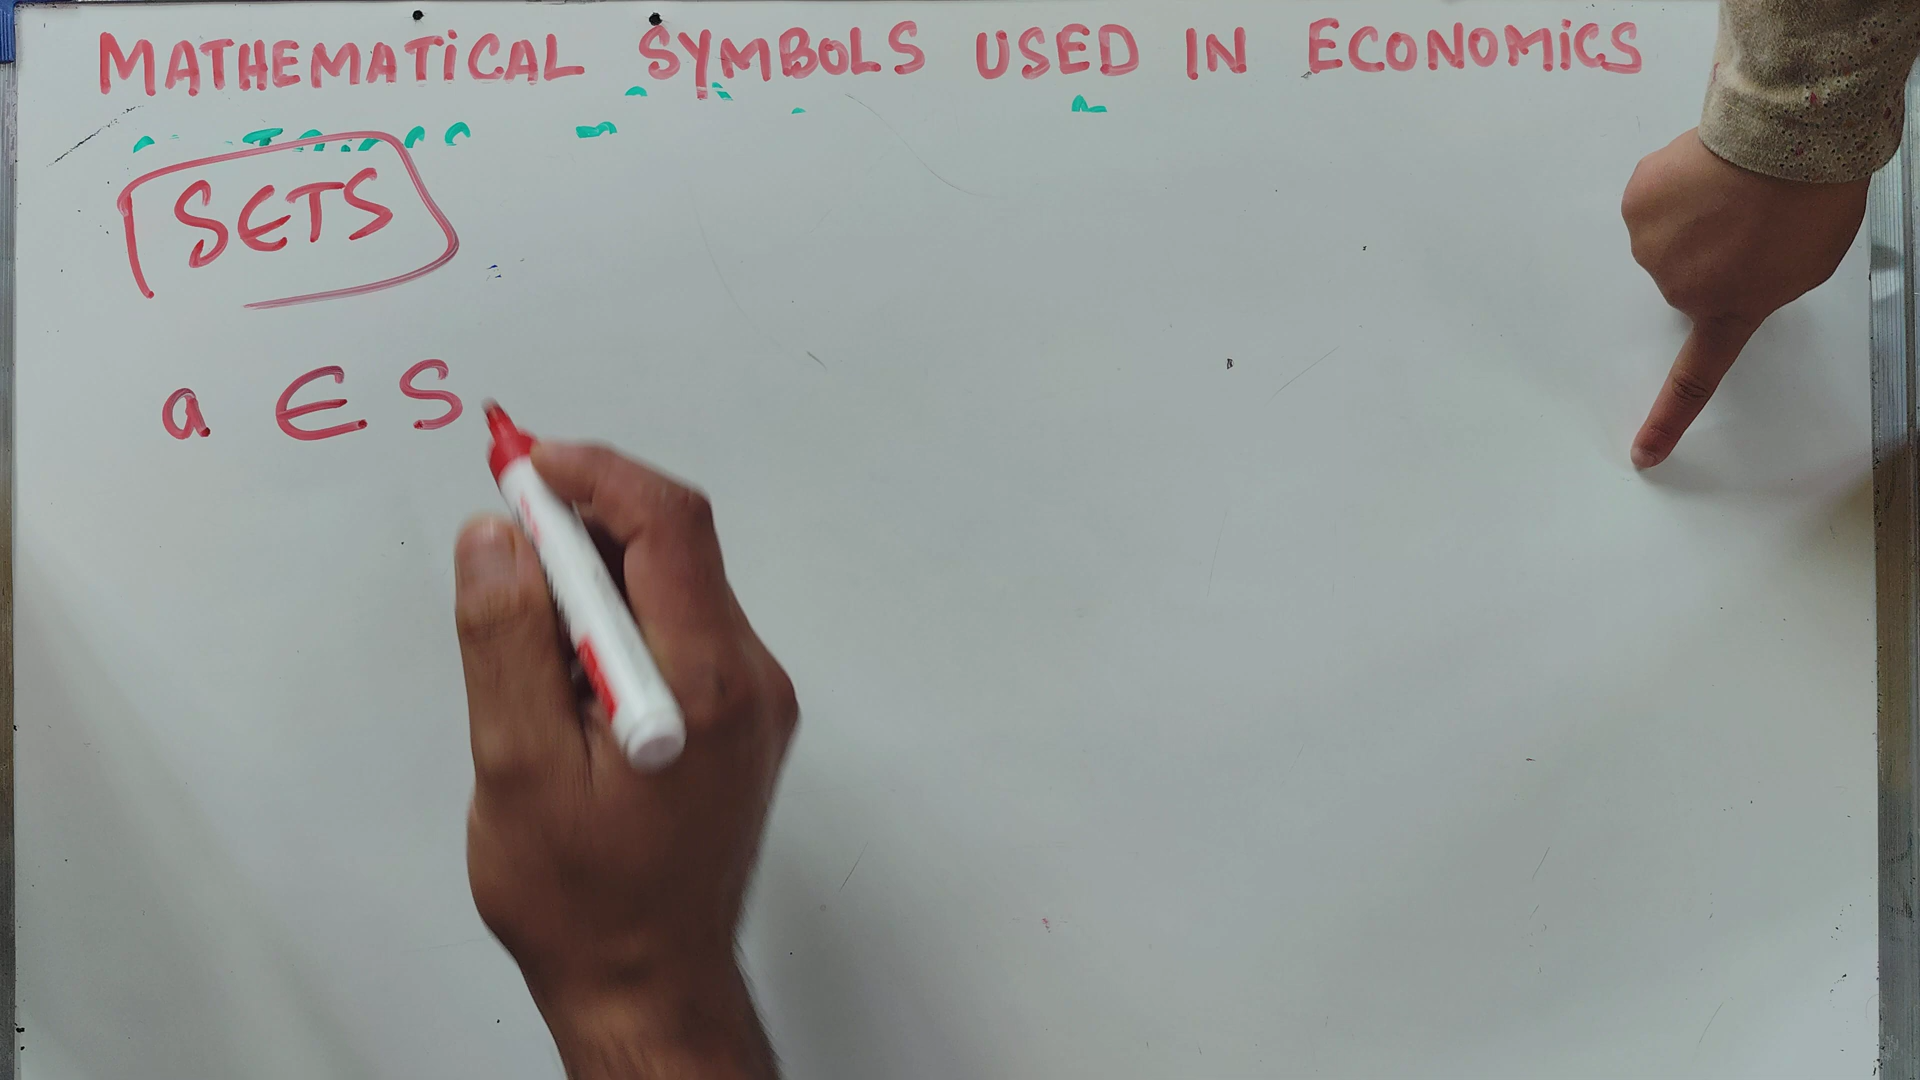 MATHEMATICAL SYMBOLS USED IN ECONOMICS
SETS
a ∈ S